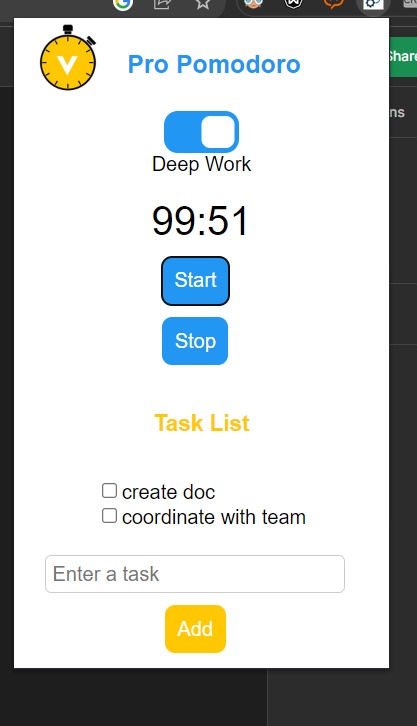 Share
Pro Pomodoro
ns
Deep Work
99:51
Start
Stop
Task List
create doc
coordinate with team
Enter a task
Add